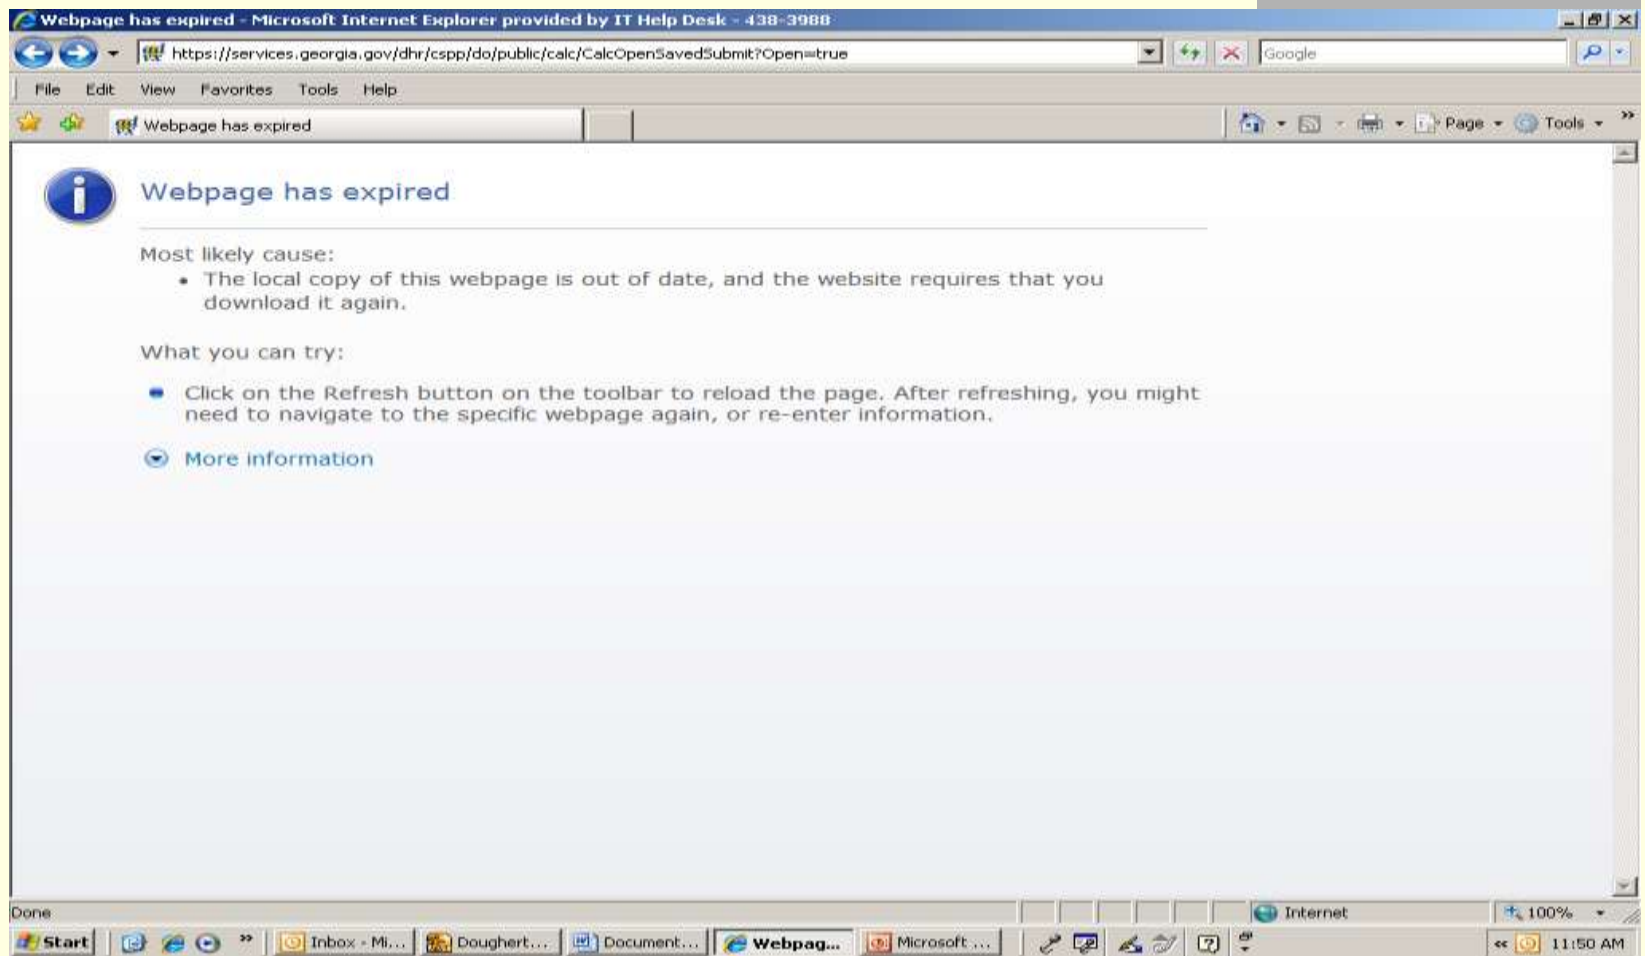 Webpage has expired - Microsoft Internet Explorer provided by IT Help Desk - 438-3988
https://services.georgia.gov/dhr/cspp/do/public/calc/CalcOpenSavedSubmit?Open=true
Google
File Edit View Favorites Tools Help
Webpage has expired
Page
Tools
Webpage has expired
Most likely cause:
• The local copy of this webpage is out of date, and the website requires that you
download it again.
What you can try:
Click on the Refresh button on the toolbar to reload the page. After refreshing, you might
need to navigate to the specific webpage again, or re-enter information.
More information
Done
Internet
100%
Start
Inbox - Mi...
Doughert...
Document...
Webpag...
Microsoft ...
11:50 AM